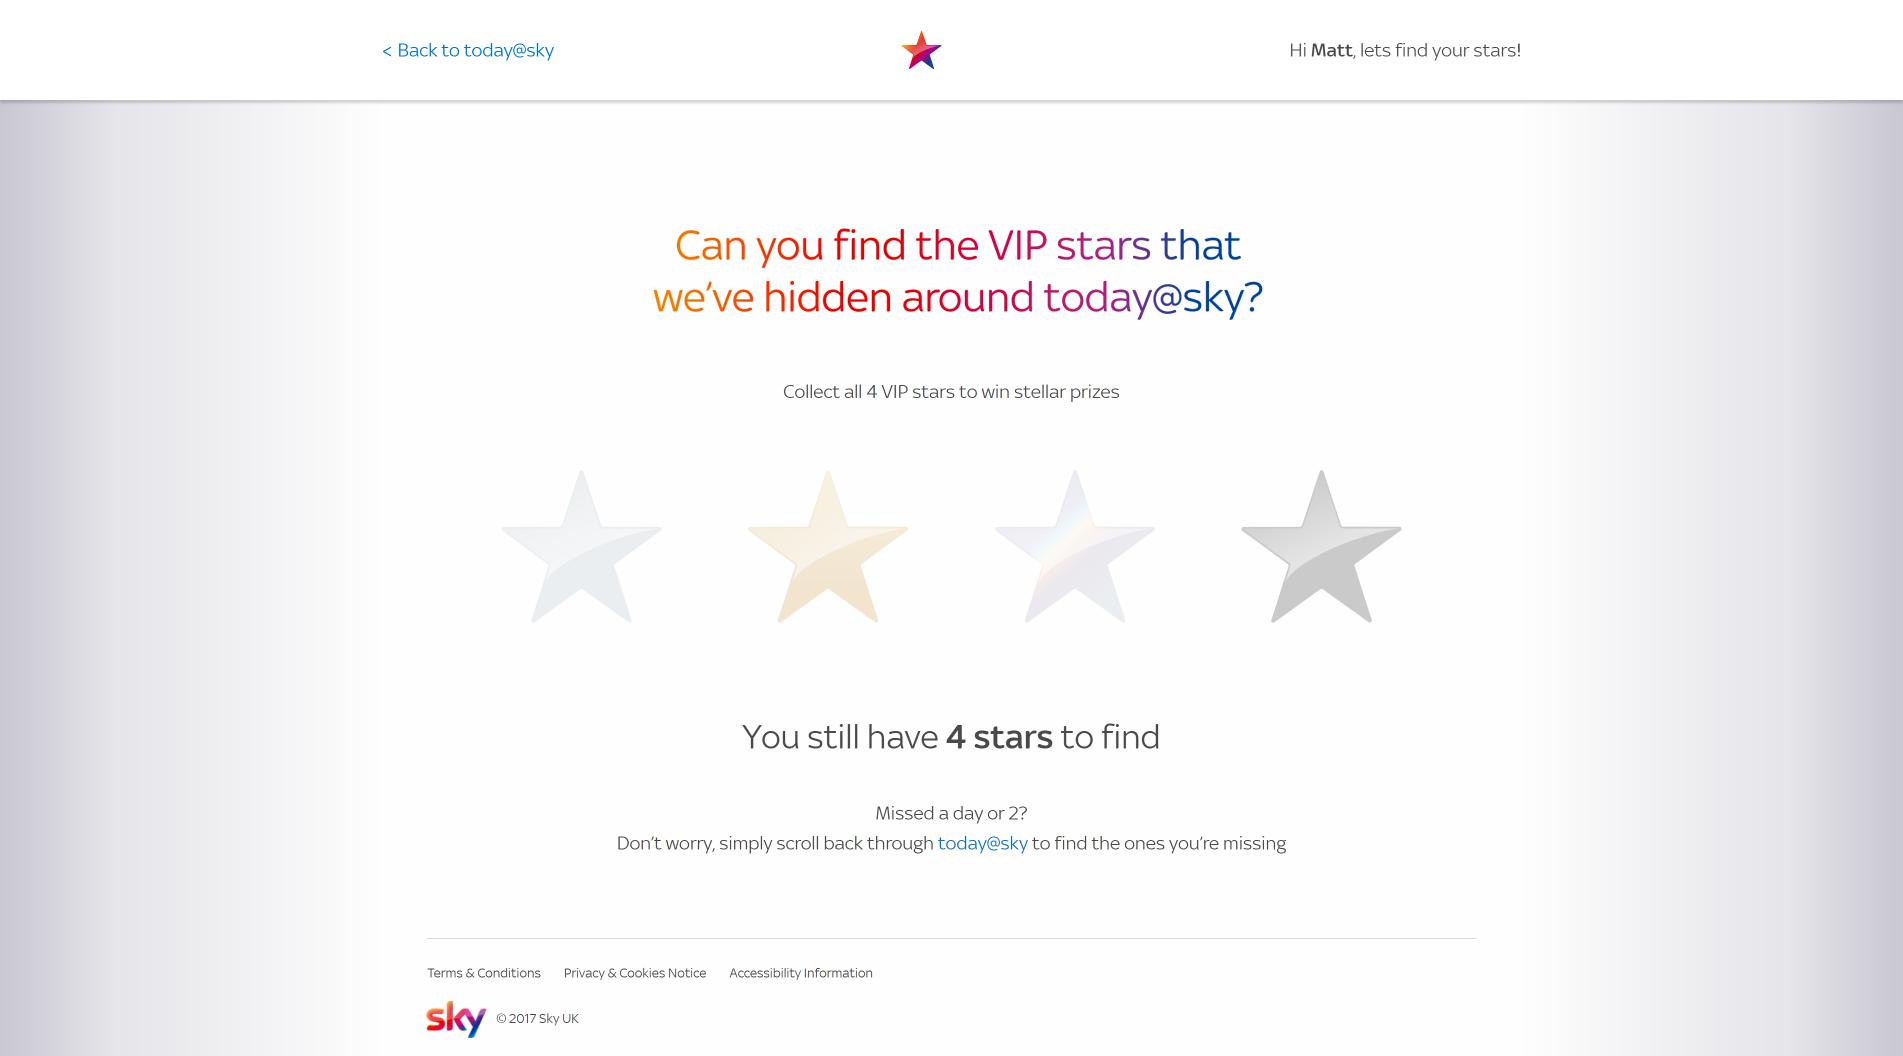 < Back to today@sky
Hi Matt, lets find your stars!
Can you find the VIP stars that
we've hidden around today@sky?
Collect all 4 VIP stars to win stellar prizes
You still have 4 stars to find
Missed a day or 2?
Don't worry, simply scroll back through today@sky to find the ones you're missing
Terms & Conditions Privacy & Cookies Notice Accessibility Information
sky © 2017 Sky UK